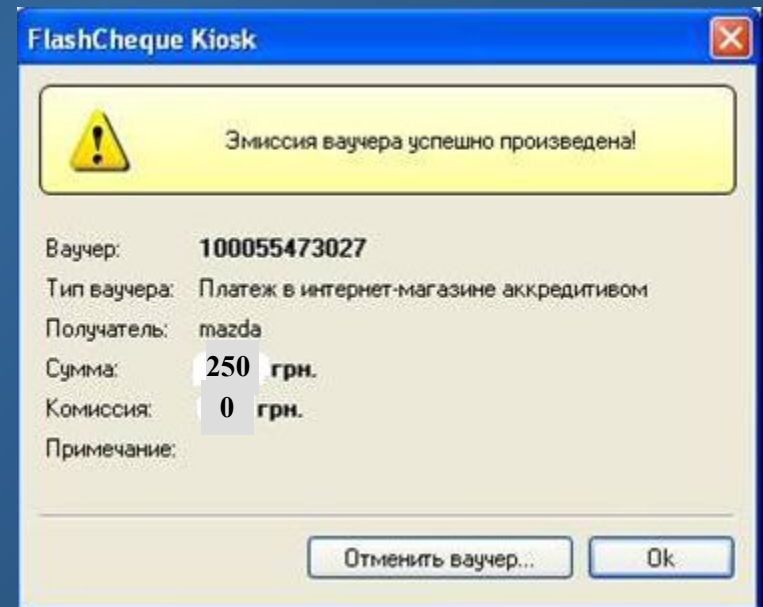 FlashCheque Kiosk
Эмиссия ваучера успешно произведена!
Ваучер: 100055473027
Тип ваучера: Платеж в интернет-магазине аккредитивом
Получатель: mazda
Сумма: 250 грн.
Комиссия: 0 грн.
Примечание:
Отменить ваучер... Ok